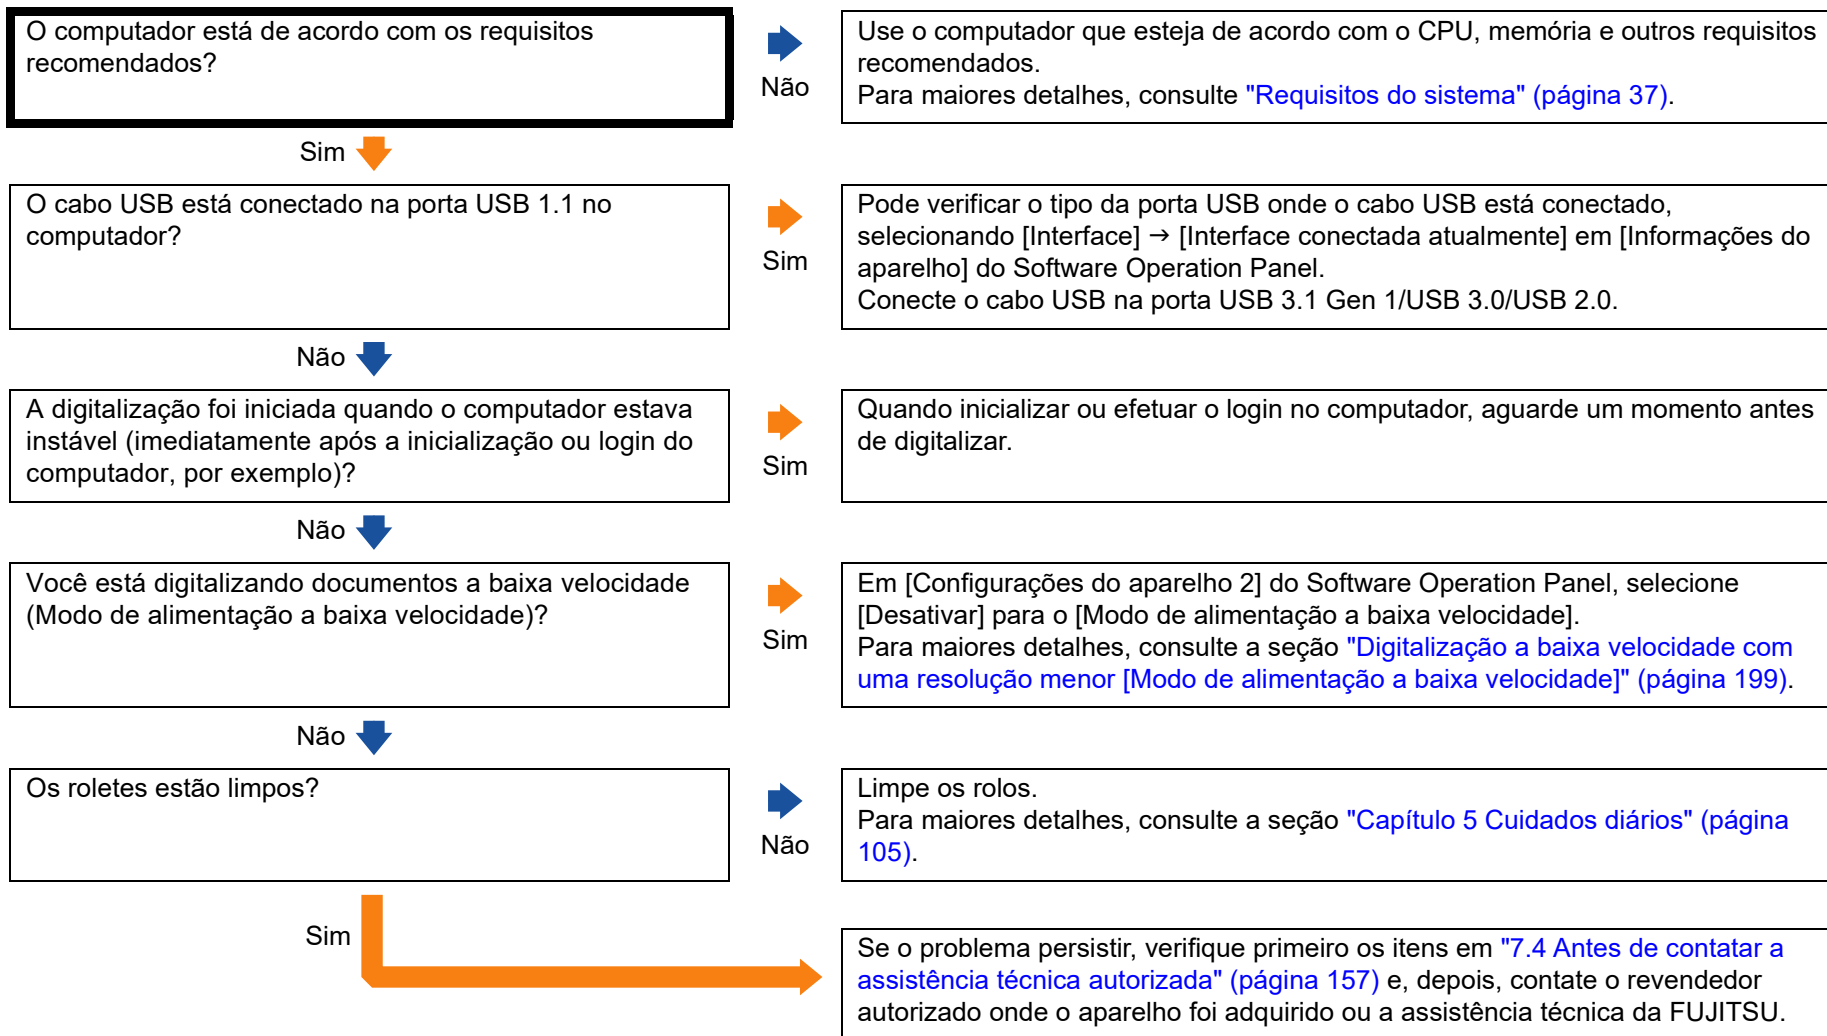 O computador está de acordo com os requisitos
recomendados?
Não
Use o computador que esteja de acordo com o CPU, memória e outros requisitos
recomendados.
Para maiores detalhes, consulte "Requisitos do sistema" (página 37).
Sim
O cabo USB está conectado na porta USB 1.1 no
computador?
Sim
Pode verificar o tipo da porta USB onde o cabo USB está conectado,
selecionando [Interface] → [Interface conectada atualmente] em [Informações do
aparelho] do Software Operation Panel.
Conecte o cabo USB na porta USB 3.1 Gen 1/USB 3.0/USB 2.0.
Não
A digitalização foi iniciada quando o computador estava
instável (imediatamente após a inicialização ou login do
computador, por exemplo)?
Sim
Quando inicializar ou efetuar o login no computador, aguarde um momento antes
de digitalizar.
Não
Você está digitalizando documentos a baixa velocidade
(Modo de alimentação a baixa velocidade)?
Sim
Em [Configurações do aparelho 2] do Software Operation Panel, selecione
[Desativar] para o [Modo de alimentação a baixa velocidade].
Para maiores detalhes, consulte a seção "Digitalização a baixa velocidade com
uma resolução menor [Modo de alimentação a baixa velocidade]" (página 199).
Não
Os roletes estão limpos?
Não
Limpe os rolos.
Para maiores detalhes, consulte a seção "Capítulo 5 Cuidados diários" (página
105).
Sim
Se o problema persistir, verifique primeiro os itens em "7.4 Antes de contatar a
assistência técnica autorizada" (página 157) e, depois, contate o revendedor
autorizado onde o aparelho foi adquirido ou a assistência técnica da FUJITSU.